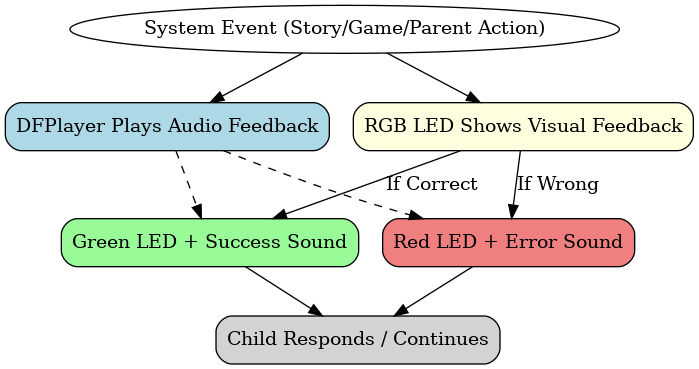 System Event (Story/Game/Parent Action)
DFPlayer Plays Audio Feedback
RGB LED Shows Visual Feedback
If Correct
If Wrong
Green LED + Success Sound
Red LED + Error Sound
Child Responds / Continues